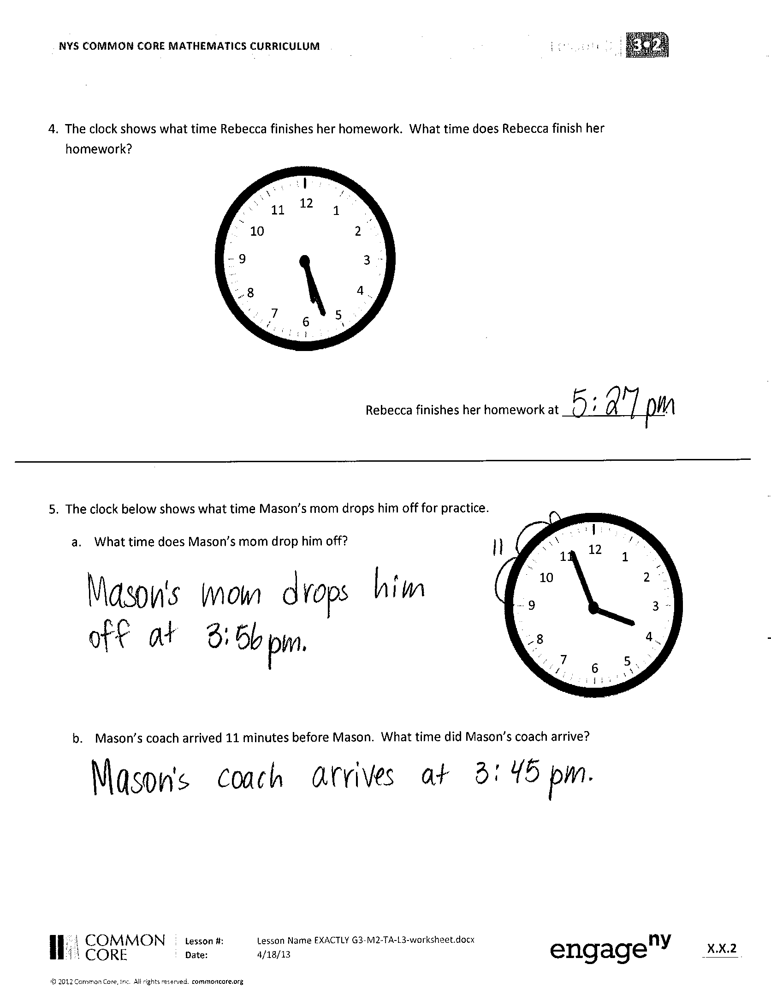 NYS COMMON CORE MATHEMATICS CURRICULUM
3•2
4. The clock shows what time Rebecca finishes her homework. What time does Rebecca finish her
homework?
12
11 1
10 2
9 3
8 4
7 5
6
Rebecca finishes her homework at 5:27 pm
5. The clock below shows what time Mason's mom drops him off for practice.
a. What time does Mason's mom drop him off?
11
12
11 1
10 2
9 3
8 4
7 5
6
Mason's mom drops him
off at 3:56 pm.
b. Mason's coach arrived 11 minutes before Mason. What time did Mason's coach arrive?
Mason's coach arrives at 3:45 pm.
COMMON
CORE
Lesson #: Lesson Name EXACTLY G3-M2-TA-L3-worksheet.docx
Date: 4/18/13
engage ny
X.X.2
© 2012 Common Core, Inc. All rights reserved. commoncore.org